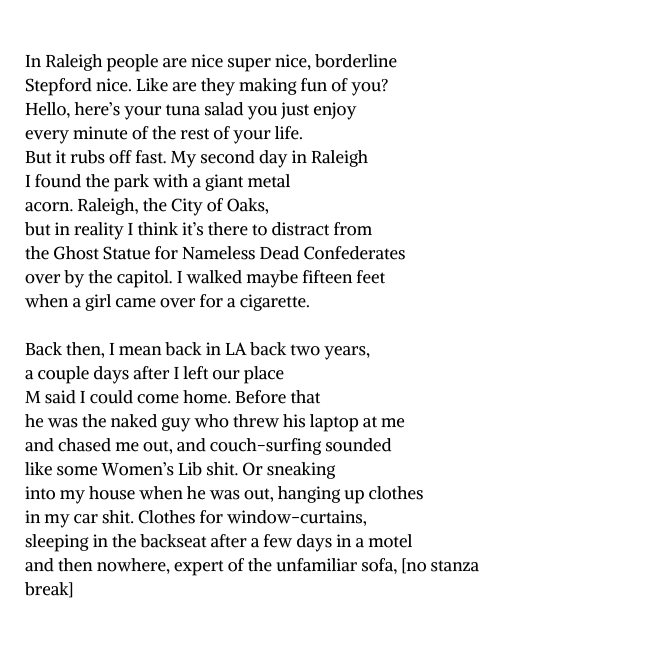 In Raleigh people are nice super nice, borderline
Stepford nice. Like are they making fun of you?
Hello, here’s your tuna salad you just enjoy
every minute of the rest of your life.
But it rubs off fast. My second day in Raleigh
I found the park with a giant metal
acorn. Raleigh, the City of Oaks,
but in reality I think it’s there to distract from
the Ghost Statue for Nameless Dead Confederates
over by the capitol. I walked maybe fifteen feet
when a girl came over for a cigarette.

Back then, I mean back in LA back two years,
a couple days after I left our place
M said I could come home. Before that
he was the naked guy who threw his laptop at me
and chased me out, and couch-surfing sounded
like some Women’s Lib shit. Or sneaking
into my house when he was out, hanging up clothes
in my car shit. Clothes for window-curtains,
sleeping in the backseat after a few days in a motel
and then nowhere, expert of the unfamiliar sofa, [no stanza
break]